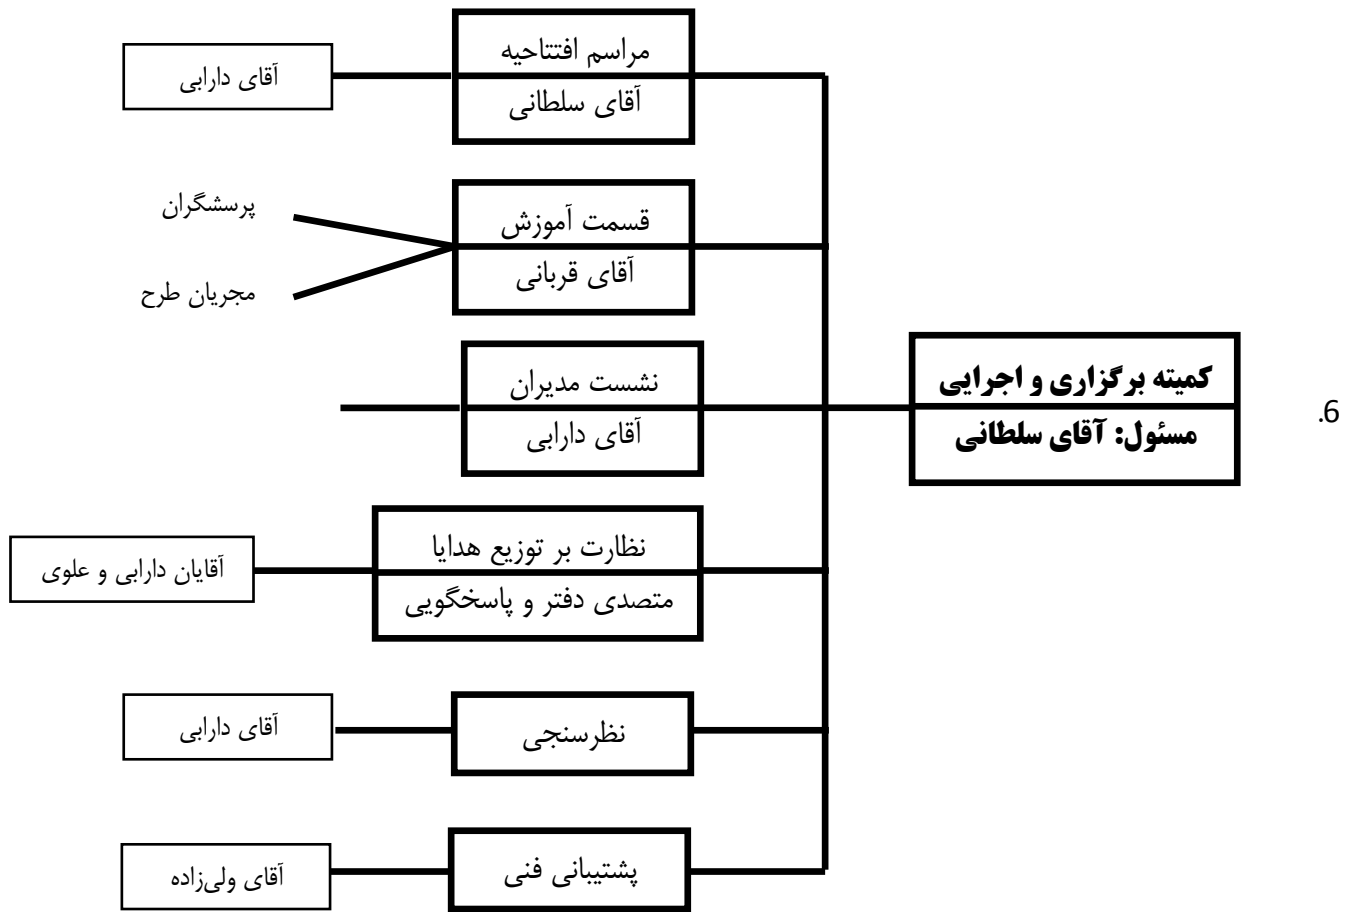 مراسم افتتاحیه
آقای سلطانی
آقای دارابی
قسمت آموزش
آقای قربانی
پرسشگران
مجریان طرح
6.
کمیته برگزاری و اجرایی
مسئول: آقای سلطانی
نشست مدیران
آقای دارابی
نظارت بر توزیع هدایا
متصدی دفتر و پاسخگویی
آقایان دارابی و علوی
نظرسنجی
آقای دارابی
پشتیبانی فنی
آقای ولی‌زاده